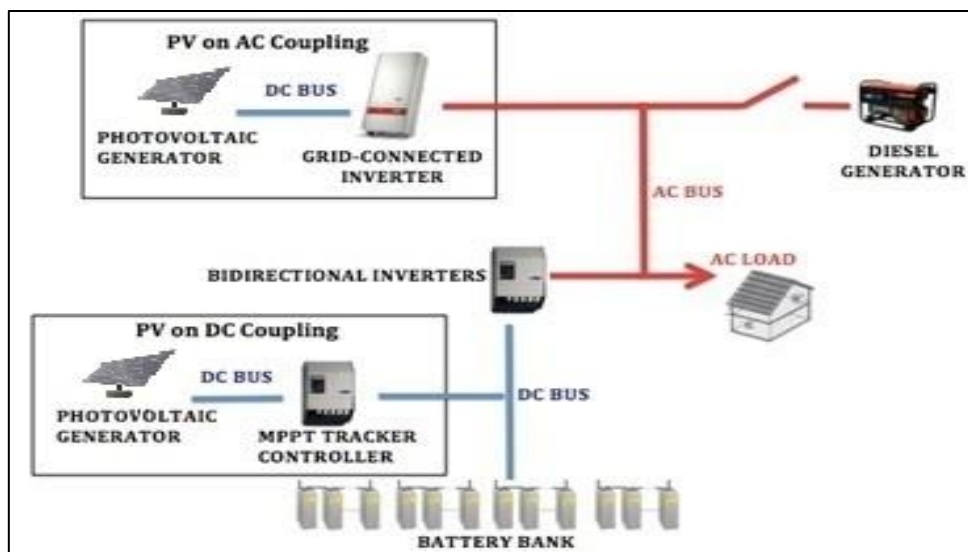 PV on AC Coupling
DC BUS
PHOTOVOLTAIC
GENERATOR
GRID-CONNECTED
INVERTER
DIESEL
GENERATOR
AC BUS
BIDIRECTIONAL INVERTERS
AC LOAD
PV on DC Coupling
DC BUS
PHOTOVOLTAIC
GENERATOR
MPPT TRACKER
CONTROLLER
DC BUS
BATTERY BANK